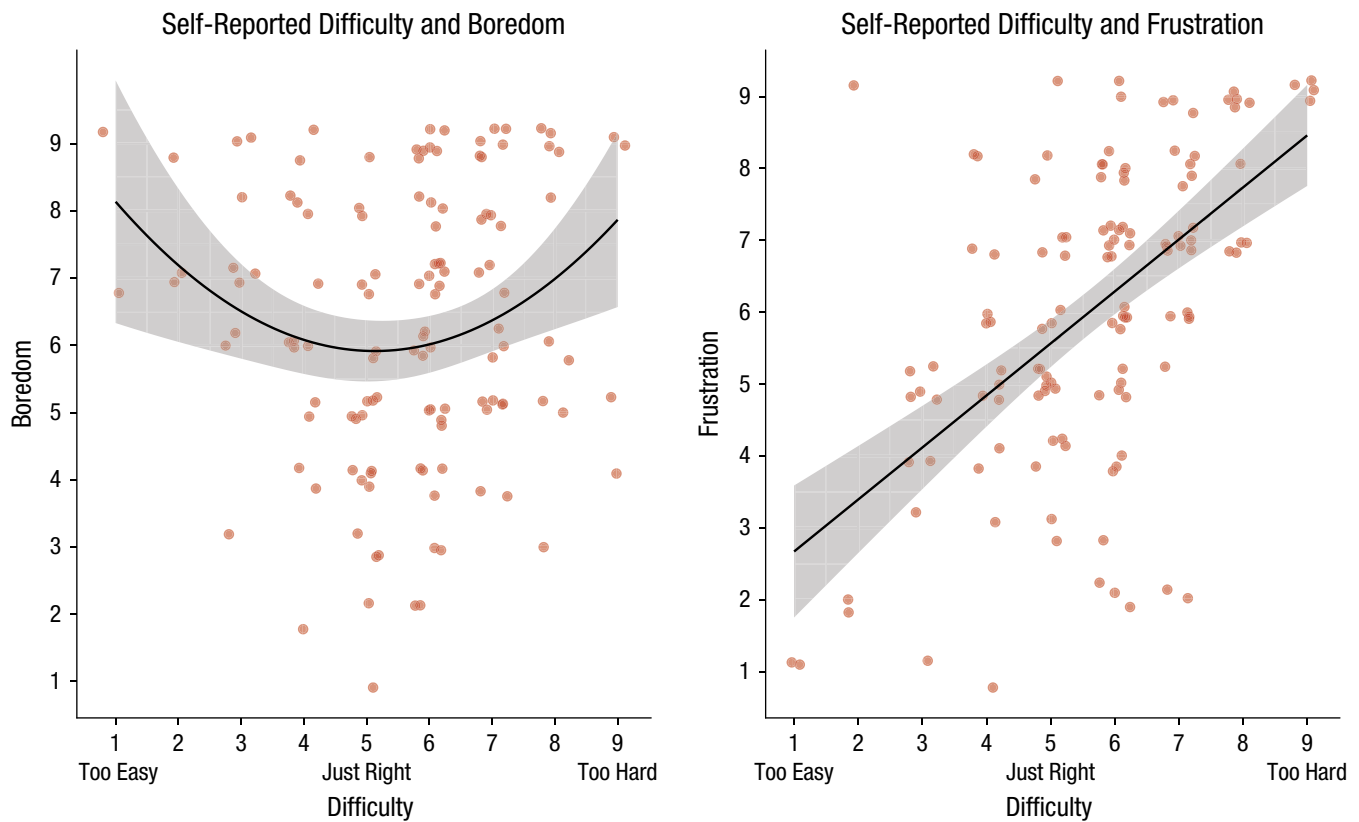 Self-Reported Difficulty and Boredom
Boredom
9
8
7
6
5
4
3
2
1
1 2 3 4 5 6 7 8 9
Too Easy Just Right Too Hard
Difficulty
Self-Reported Difficulty and Frustration
Frustration
9
8
7
6
5
4
3
2
1
1 2 3 4 5 6 7 8 9
Too Easy Just Right Too Hard
Difficulty